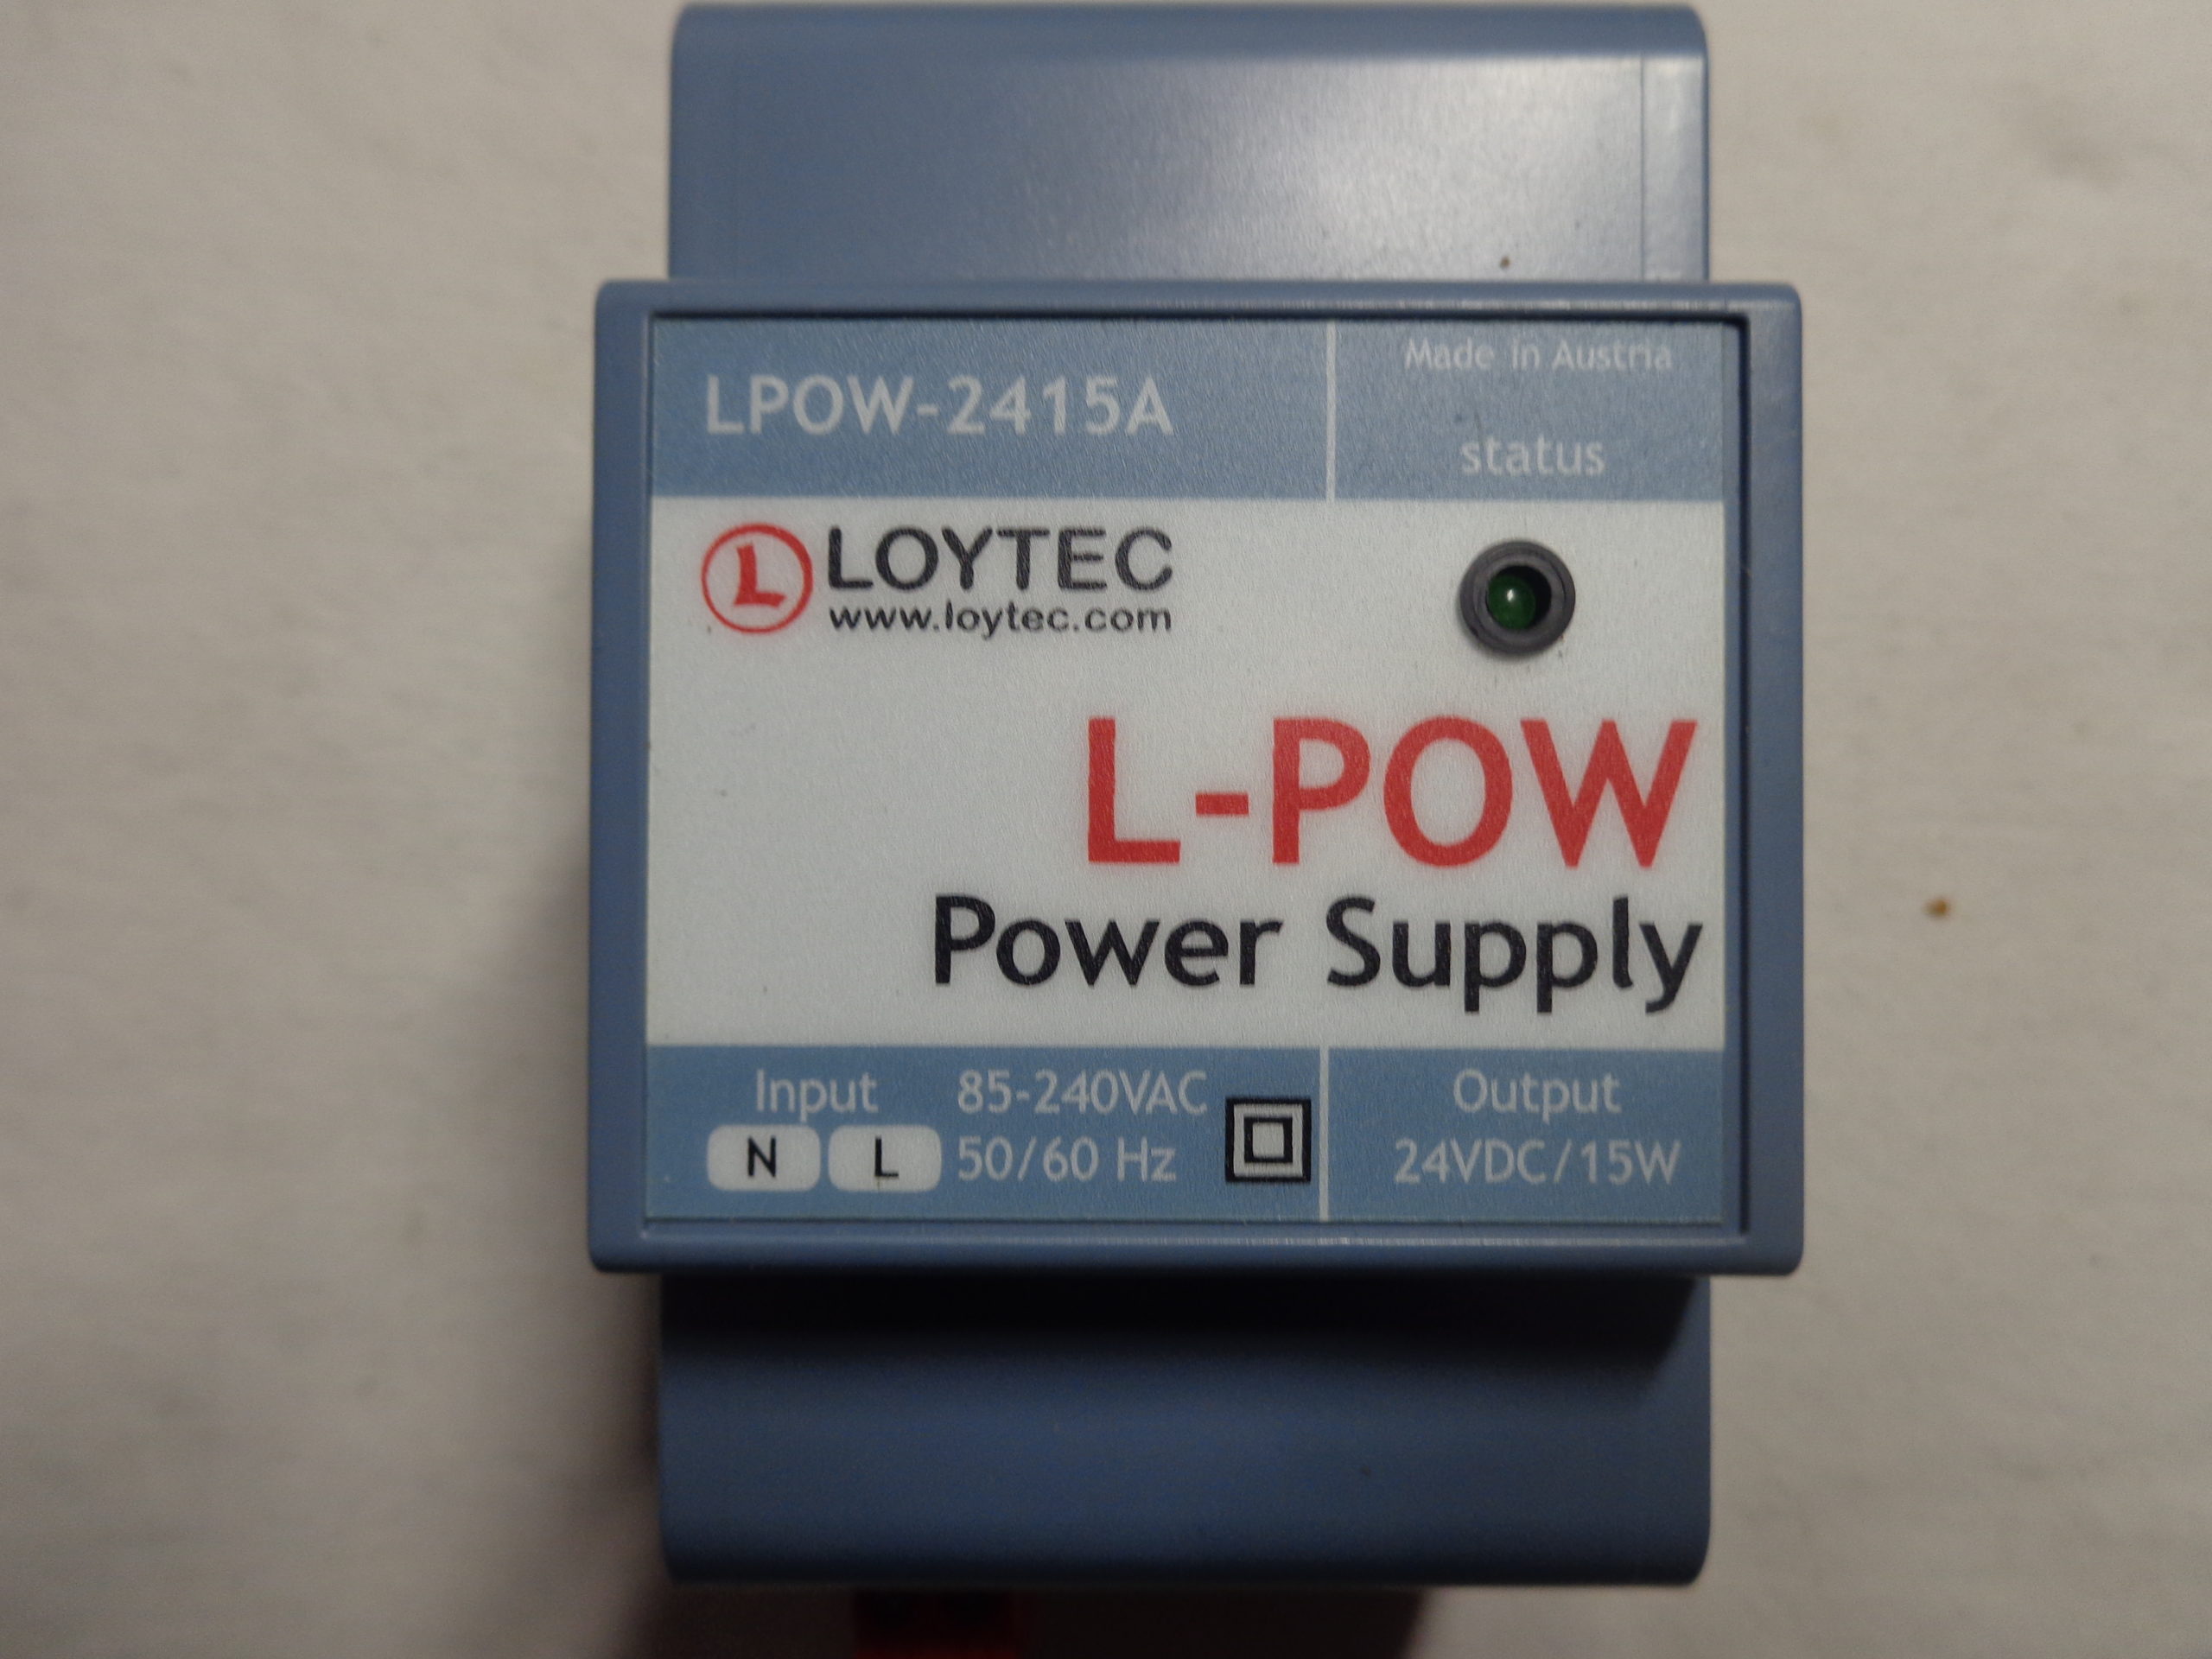 LPOW-2415A
Made in Austria
status
L LOYTEC
www.loytec.com
L-POW
Power Supply
Input 85-240VAC
N L 50/60 Hz
Output
24VDC/15W